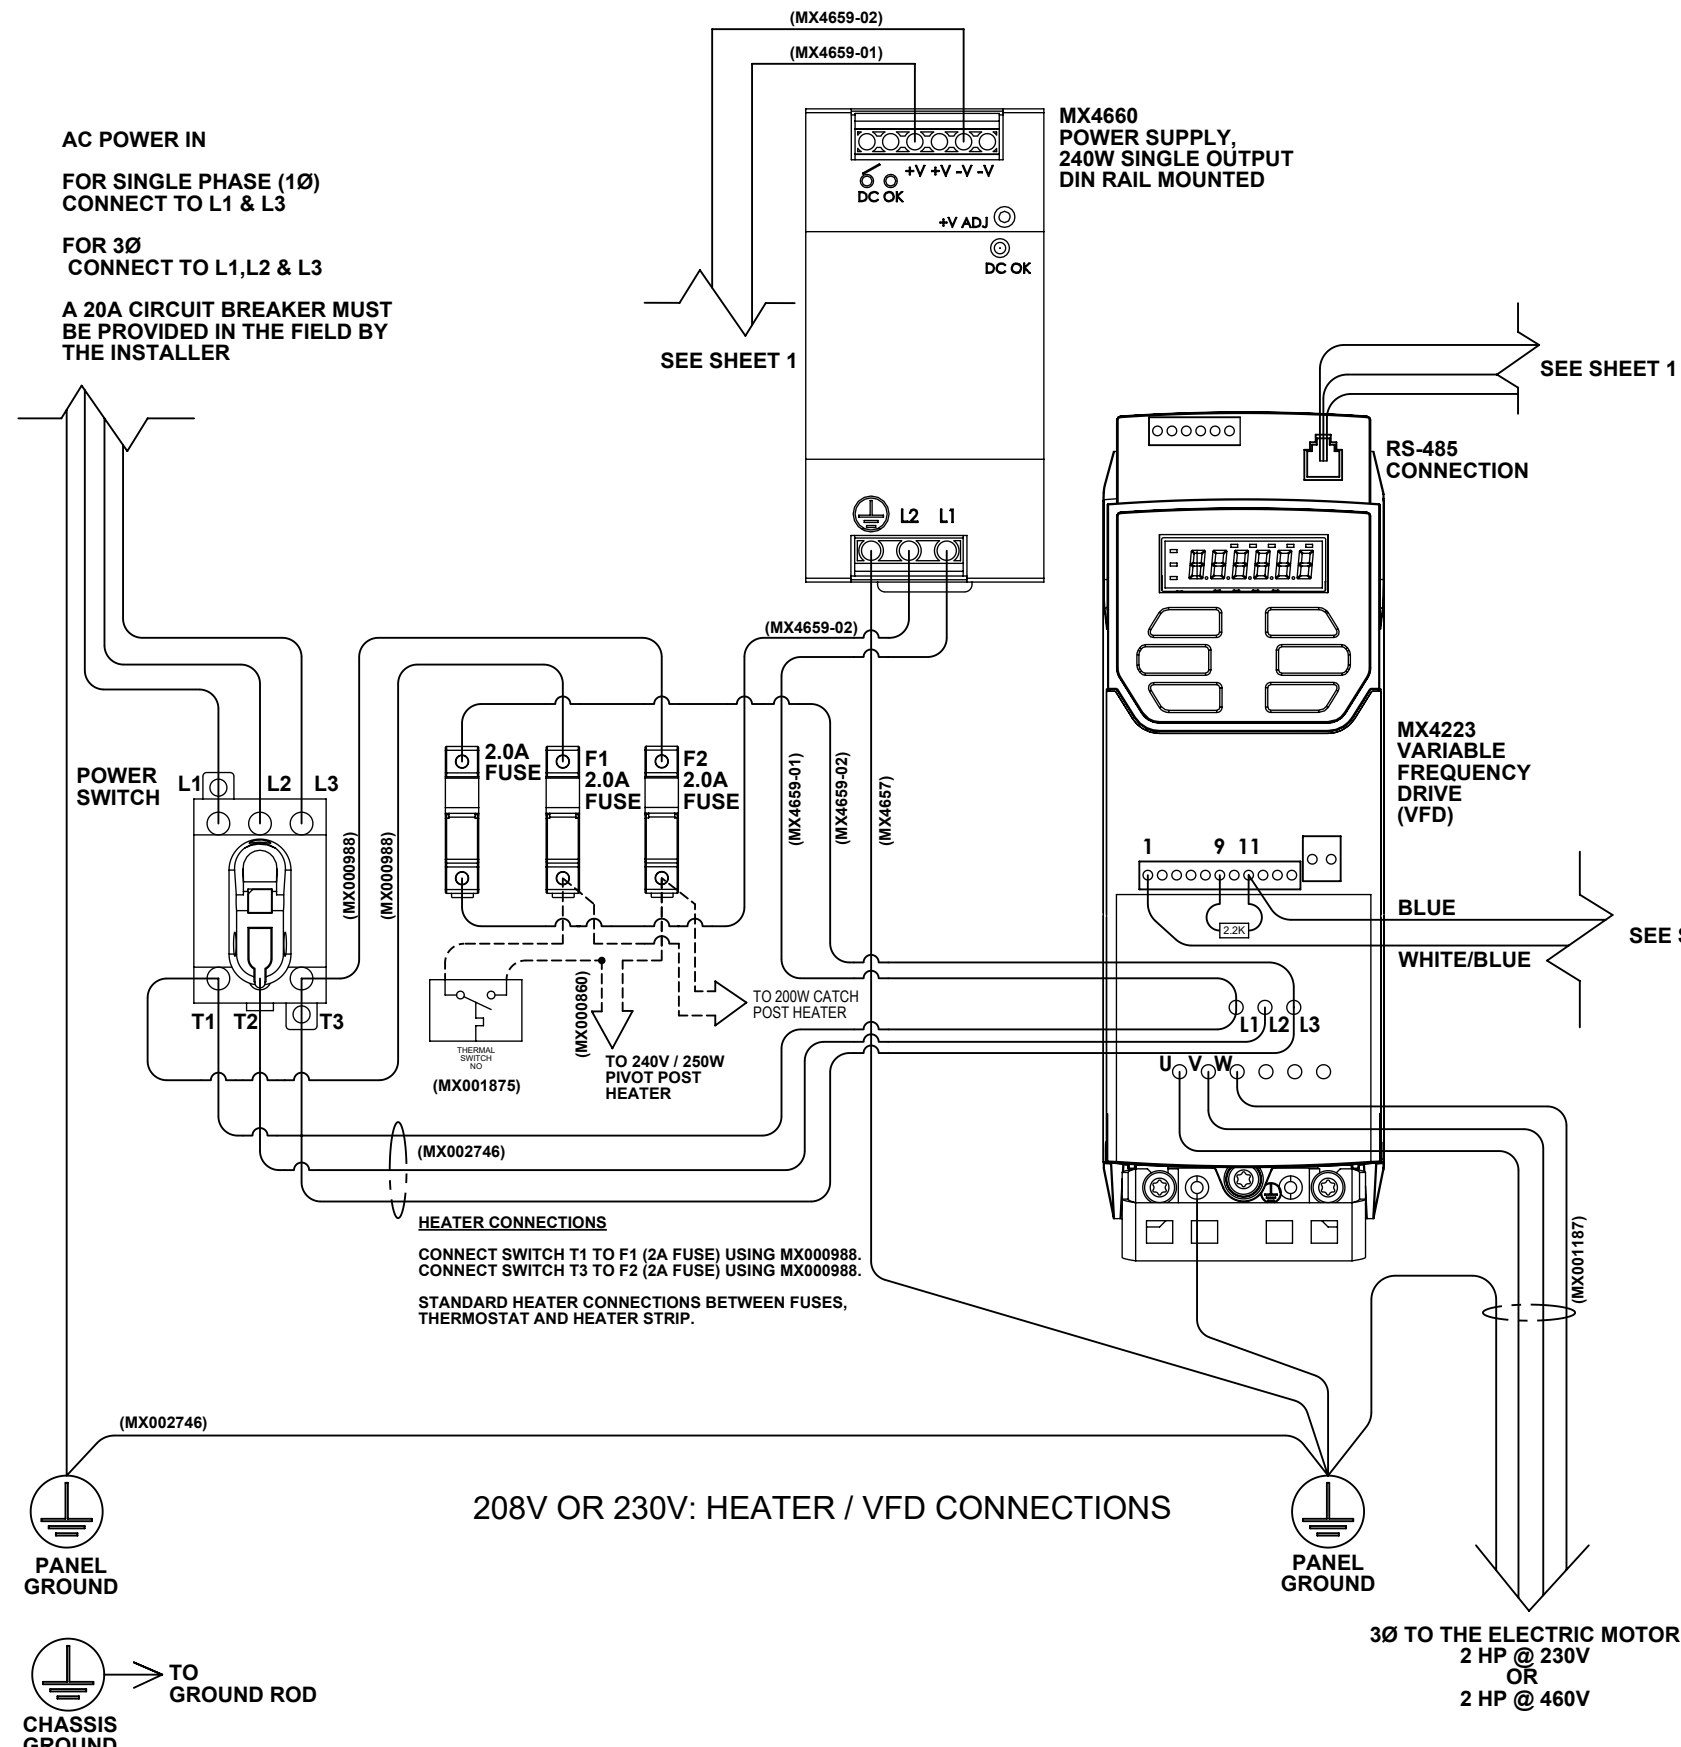 (MX4659-02)
(MX4659-01)
AC POWER IN
FOR SINGLE PHASE (1Ø)
CONNECT TO L1 & L3
FOR 3Ø
CONNECT TO L1,L2 & L3
A 20A CIRCUIT BREAKER MUST
BE PROVIDED IN THE FIELD BY
THE INSTALLER
MX4660
POWER SUPPLY,
240W SINGLE OUTPUT
DIN RAIL MOUNTED
+V +V -V -V
DC OK
+V ADJ
DC OK
SEE SHEET 1
SEE SHEET 1
RS-485
CONNECTION
L2 L1
(MX4659-02)
MX4223
VARIABLE
FREQUENCY
DRIVE
(VFD)
POWER
SWITCH
L1 L2 L3
2.0A
FUSE
F1
2.0A
FUSE
F2
2.0A
FUSE
(MX000988)
(MX000988)
(MX4659-01)
(MX4659-02)
(MX4657)
1 9 11
2.2K
BLUE
WHITE/BLUE
SEE S
T1 T2 T3
THERMAL
SWITCH
NO
(MX001875)
(MX000860)
TO 200W CATCH
POST HEATER
TO 240V / 250W
PIVOT POST
HEATER
L1 L2 L3
U V W
(MX002746)
HEATER CONNECTIONS
CONNECT SWITCH T1 TO F1 (2A FUSE) USING MX000988.
CONNECT SWITCH T3 TO F2 (2A FUSE) USING MX000988.
STANDARD HEATER CONNECTIONS BETWEEN FUSES,
THERMOSTAT AND HEATER STRIP.
(MX001187)
(MX002746)
208V OR 230V: HEATER / VFD CONNECTIONS
PANEL
GROUND
PANEL
GROUND
3Ø TO THE ELECTRIC MOTOR
2 HP @ 230V
OR
2 HP @ 460V
TO
GROUND ROD
CHASSIS
GROUND